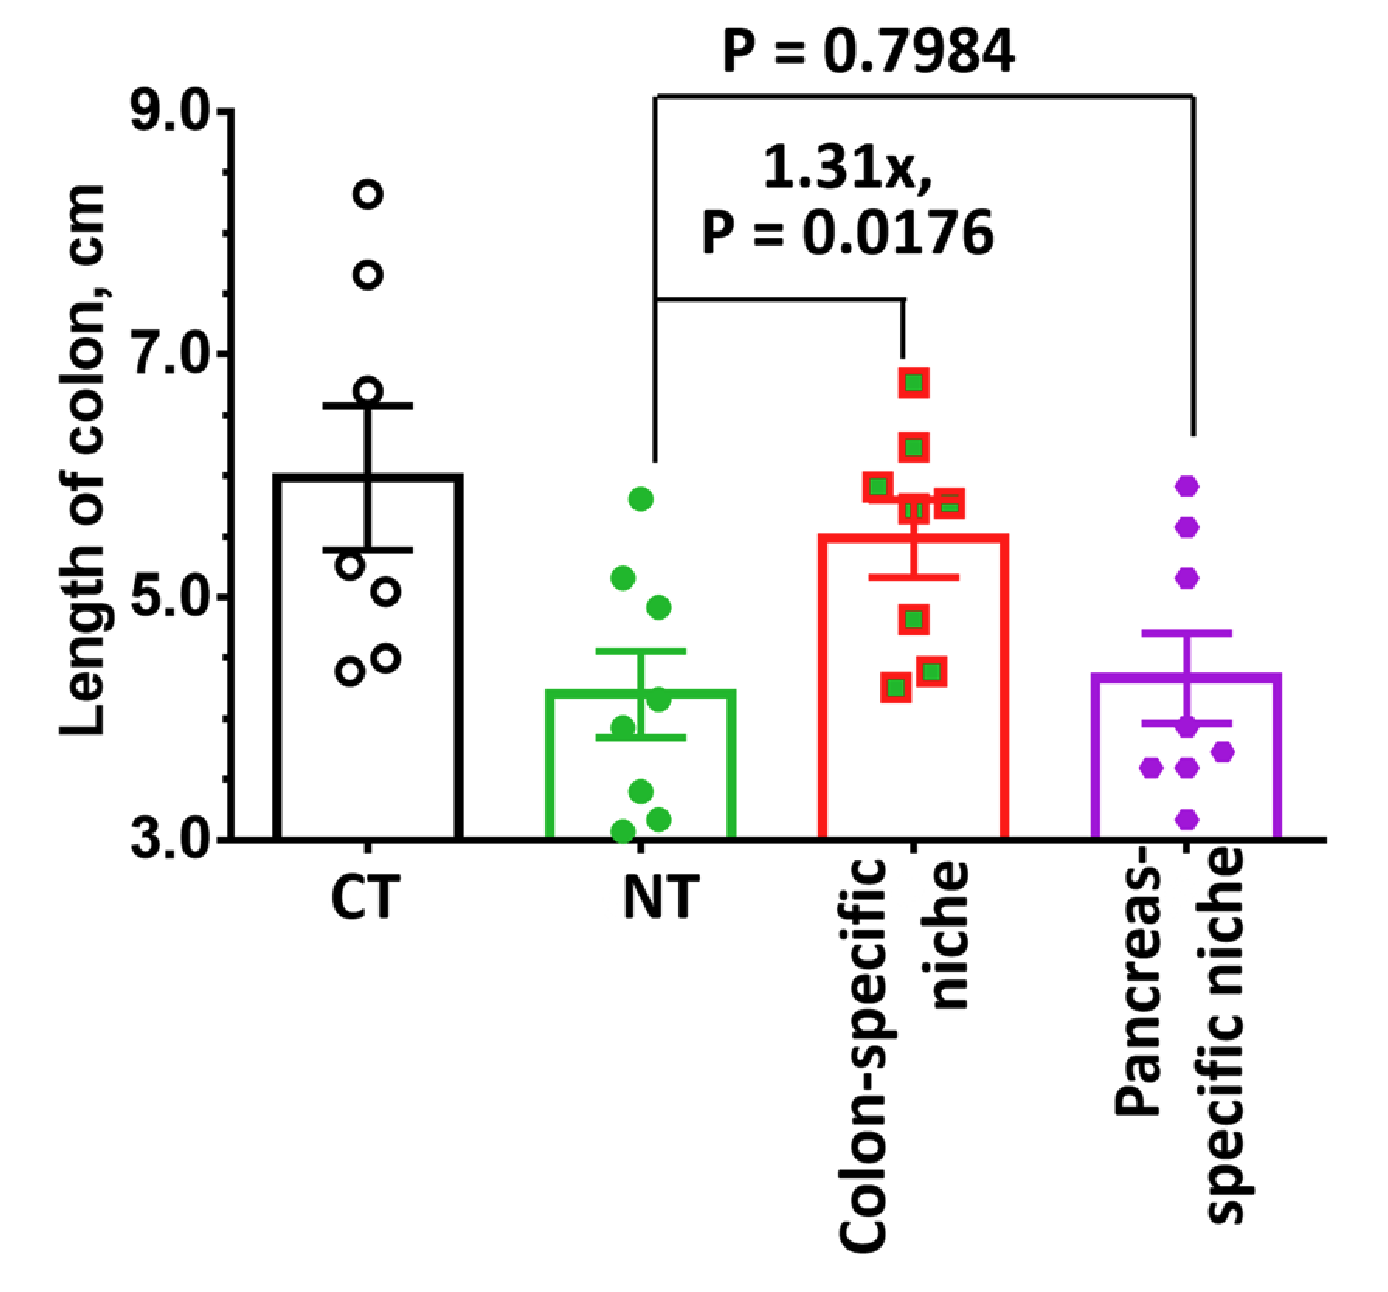 P = 0.7984
1.31x,
P = 0.0176
Length of colon, cm
9.0
7.0
5.0
3.0
CT
NT
Colon-specific
niche
Pancreas-
specific niche